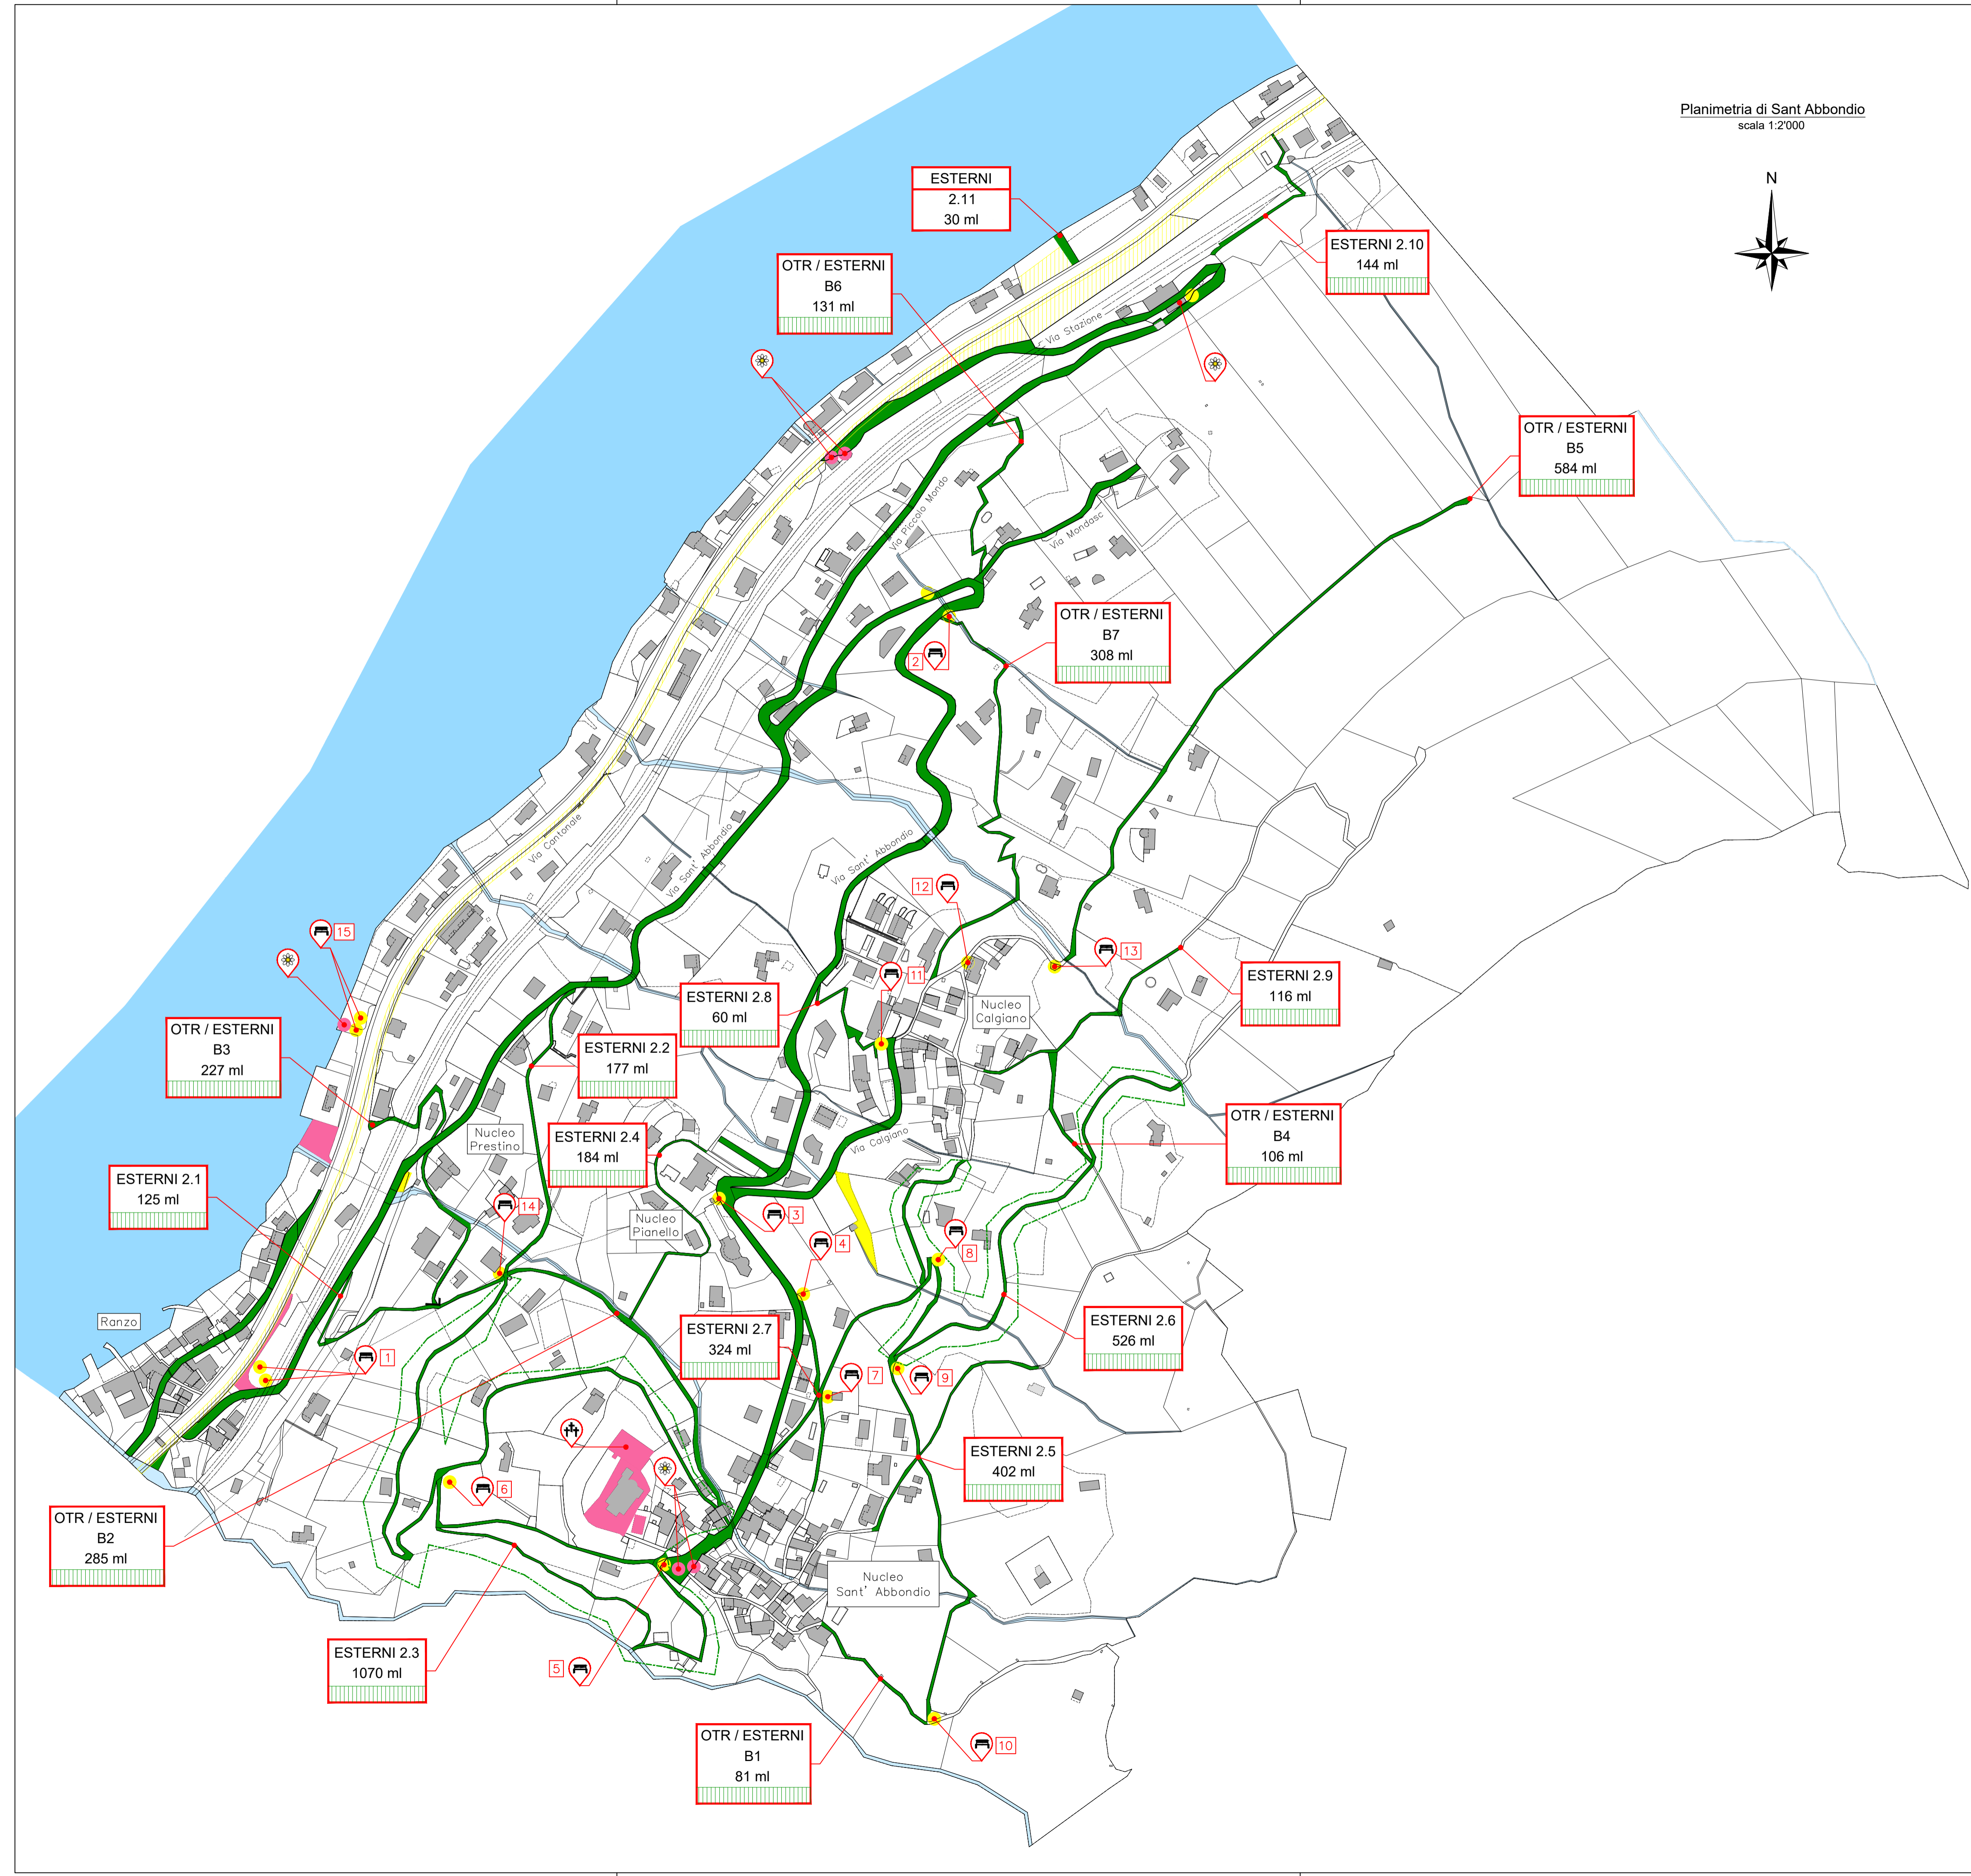 Planimetria di Sant Abbondio
scala 1:2'000
N
ESTERNI
2.11
30 ml
ESTERNI 2.10
144 ml
OTR / ESTERNI
B6
131 ml
Via Stazione
OTR / ESTERNI
B5
584 ml
Via Piccolo Mondo
Via Mondasc
OTR / ESTERNI
B7
308 ml
2
Via Cantonale
Via Sant' Abbondio
Via Sant' Abbondio
12
15
13
11
ESTERNI 2.9
116 ml
ESTERNI 2.8
60 ml
Nucleo
Calgiano
OTR / ESTERNI
B3
227 ml
ESTERNI 2.2
177 ml
OTR / ESTERNI
B4
106 ml
Nucleo
Prestino
ESTERNI 2.4
184 ml
Via Calgiano
ESTERNI 2.1
125 ml
14
3
Nucleo
Pianello
4
8
Ranzo
ESTERNI 2.7
324 ml
ESTERNI 2.6
526 ml
1
7
9
ESTERNI 2.5
402 ml
6
OTR / ESTERNI
B2
285 ml
Nucleo
Sant' Abbondio
ESTERNI 2.3
1070 ml
5
OTR / ESTERNI
B1
81 ml
10